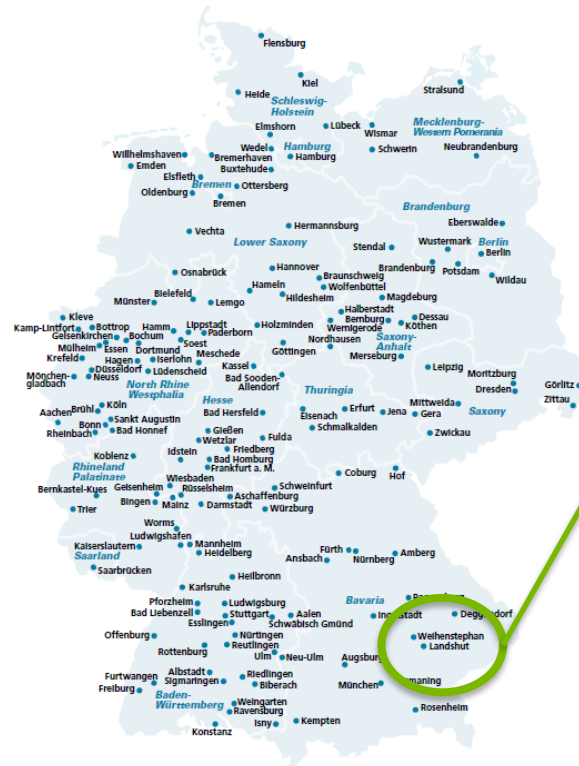 Flensburg
Kiel
Stralsund
Heide
Schleswig-
Holstein
Elmshorn
Lübeck
Wismar
Mecklenburg-
Western Pomerania
Wedel
Hamburg
Willhelmshaven
Bremerhaven
Hamburg
Schwerin
Neubrandenburg
Emden
Buxtehude
Elsfleth
Bremen
Ottersberg
Oldenburg
Bremen
Brandenburg
Eberswalde
Hermannsburg
Vechta
Lower Saxony
Stendal
Wustermark
Berlin
Berlin
Hannover
Brandenburg
Potsdam
Osnabrück
Braunschweig
Wildau
Hameln
Wolfenbüttel
Bielefeld
Hildesheim
Magdeburg
Münster
Lemgo
Halberstadt
Kleve
Bernburg
Dessau
Kamp-Lintfort
Bottrop
Hamm
Lippstadt
Holzminden
Wernigerode
Köthen
Gelsenkirchen
Bochum
Paderborn
Saxony-
Anhalt
Mülheim
Essen
Dortmund
Soest
Göttingen
Nordhausen
Krefeld
Hagen
Iserlohn
Meschede
Merseburg
Düsseldorf
Lüdenscheid
Kassel
Leipzig
Mönchen-
gladbach
Neuss
Bad Sooden-
Allendorf
Moritzburg
Görlitz
North Rhine
Westphalia
Thuringia
Dresden
Zittau
Köln
Hesse
Mittweida
Aachen
Brühl
Bad Hersfeld
Eisenach
Erfurt
Jena
Gera
Saxony
Bonn
Sankt Augustin
Rheinbach
Bad Honnef
Gießen
Schmalkalden
Zwickau
Wetzlar
Fulda
Koblenz
Idstein
Friedberg
Bad Homburg
Rhineland
Palatinate
Frankfurt a. M.
Coburg
Hof
Wiesbaden
Bernkastel-Kues
Geisenheim
Rüsselsheim
Schweinfurt
Aschaffenburg
Trier
Bingen
Mainz
Darmstadt
Würzburg
Worms
Ludwigshafen
Kaiserslautern
Mannheim
Fürth
Amberg
Saarland
Heidelberg
Ansbach
Nürnberg
Saarbrücken
Heilbronn
Karlsruhe
Pforzheim
Ludwigsburg
Bavaria
Bad Liebenzell
Stuttgart
Aalen
Esslingen
Schwäbisch Gmünd
Offenburg
Nürtingen
Weihenstephan
Rottenburg
Reutlingen
Landshut
Ulm
Neu-Ulm
Augsburg
Furtwangen
Albstadt
Riedlingen
Sigmaringen
Biberach
München
Freiburg
Baden-
Württemberg
Weingarten
Ravensburg
Rosenheim
Konstanz
Isny
Kempten